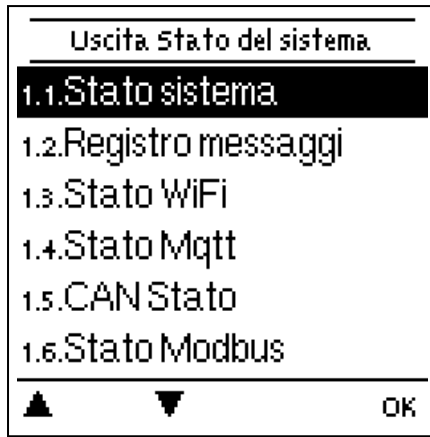 Uscita Stato del sistema
1.1.Stato sistema
1.2.Registro messaggi
1.3.Stato WiFi
1.4.Stato Mqtt
1.5.CAN Stato
1.6.Stato Modbus
▲ ▼ OK